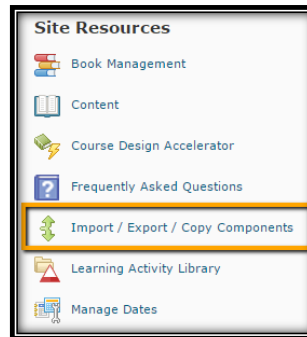 Site Resources
Book Management
Content
Course Design Accelerator
Frequently Asked Questions
Import / Export / Copy Components
Learning Activity Library
Manage Dates